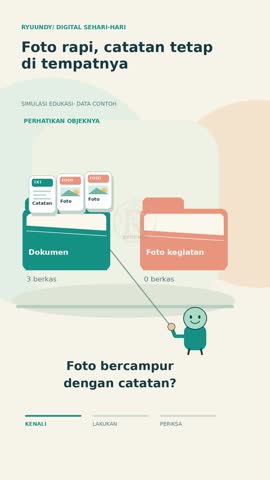 RYUUNDY/ DIGITAL SEHARI-HARI
Foto rapi, catatan tetap
di tempatnya
SIMULASI EDUKASI· DATA CONTOH
PERHATIKAN OBJEKNYA
TXT
Catatan
FOTO
Foto
FOTO
Foto
Dokumen
Foto kegiatan
3 berkas
0 berkas
Foto bercampur
dengan catatan?
KENALI
LAKUKAN
PERIKSA